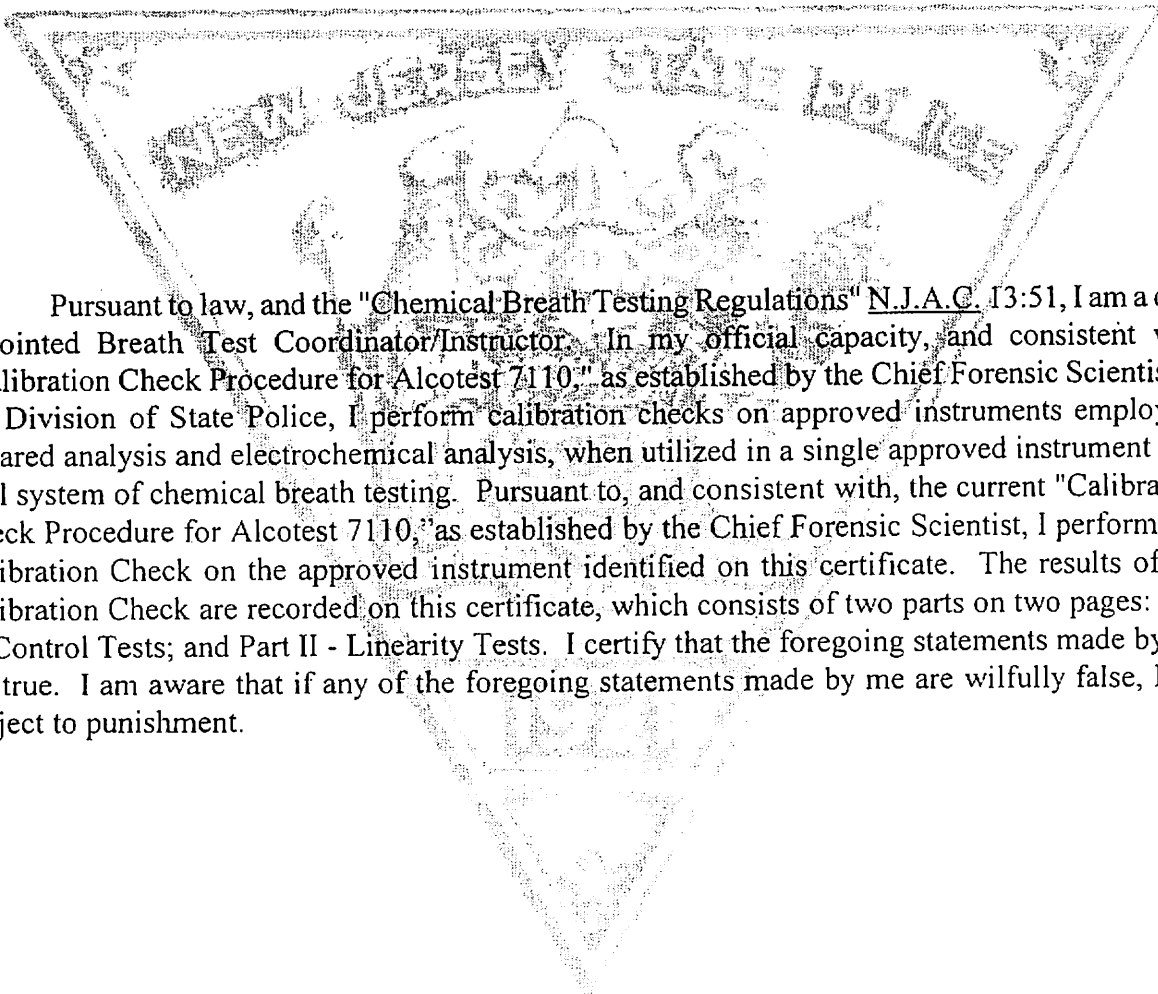 NEW JERSEY STATE POLICE
Pursuant to law, and the "Chemical Breath Testing Regulations" N.J.A.C. 13:51, I am a
ointed Breath Test Coordinator/Instructor. In my official capacity, and consistent
libration Check Procedure for Alcotest 7110," as established by the Chief Forensic Scientis
Division of State Police, I perform calibration checks on approved instruments employ
ared analysis and electrochemical analysis, when utilized in a single approved instrument
l system of chemical breath testing. Pursuant to, and consistent with, the current "Calibra
eck Procedure for Alcotest 7110," as established by the Chief Forensic Scientist, I perform
ibration Check on the approved instrument identified on this certificate. The results of
ibration Check are recorded on this certificate, which consists of two parts on two pages:
Control Tests; and Part II - Linearity Tests. I certify that the foregoing statements made by
true. I am aware that if any of the foregoing statements made by me are wilfully false, I
ject to punishment.
1921